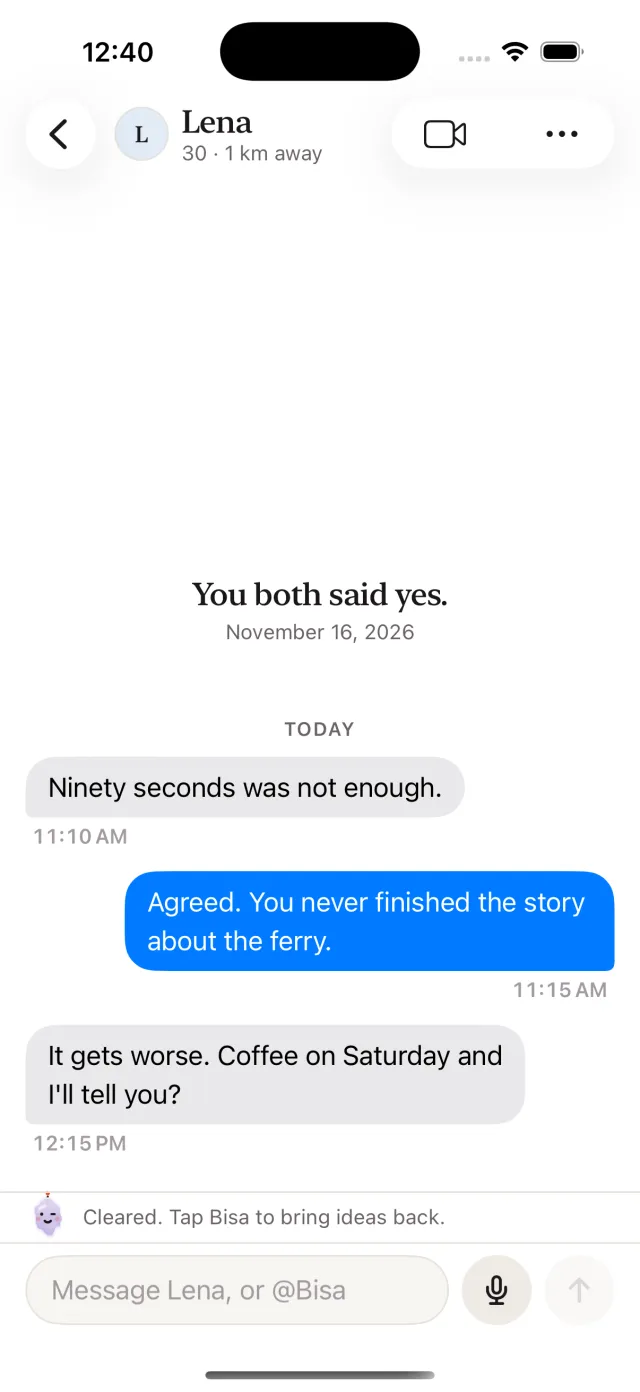 12:40
L
Lena
30 · 1 km away
You both said yes.
November 16, 2026
TODAY
Ninety seconds was not enough.
11:10 AM
Agreed. You never finished the story
about the ferry.
11:15 AM
It gets worse. Coffee on Saturday and
I'll tell you?
12:15 PM
Cleared. Tap Bisa to bring ideas back.
Message Lena, or @Bisa